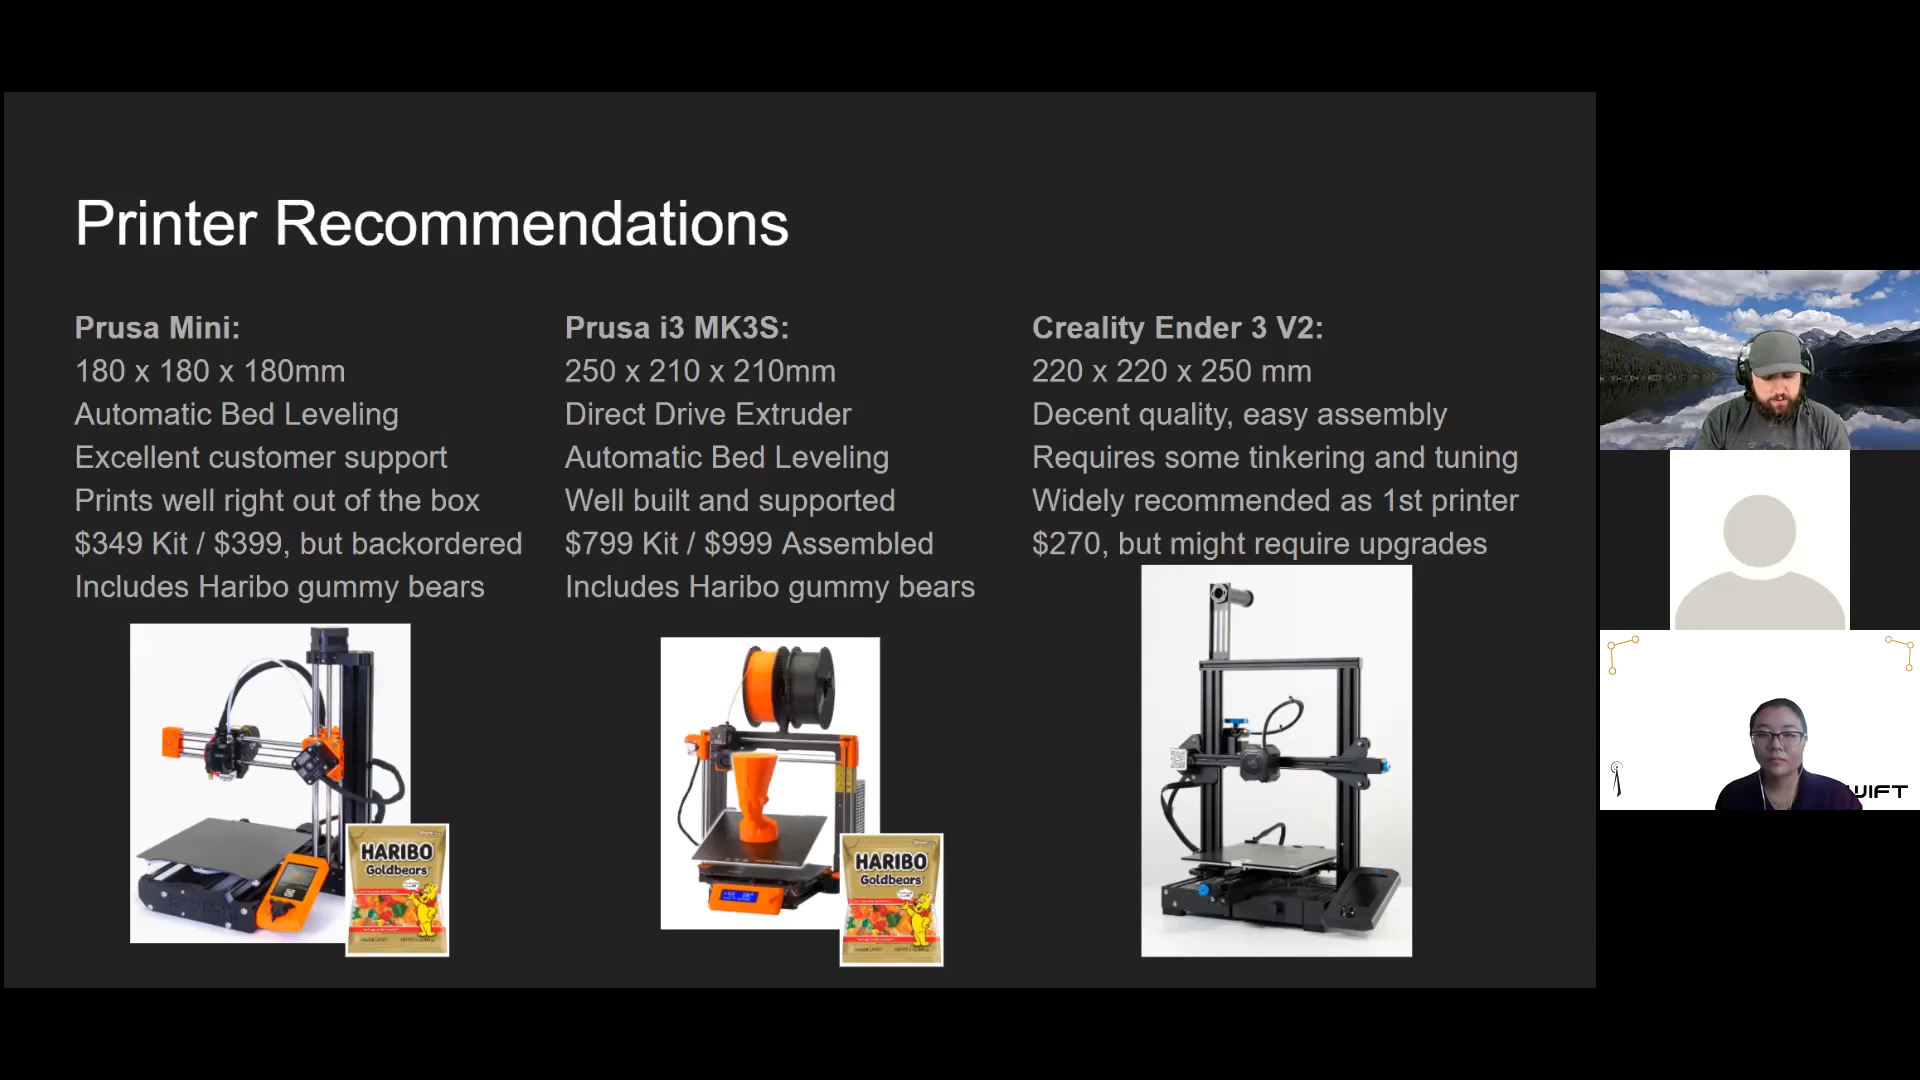 Printer Recommendations
Prusa Mini:
180 x 180 x 180mm
Automatic Bed Leveling
Excellent customer support
Prints well right out of the box
$349 Kit / $399, but backordered
Includes Haribo gummy bears
HARIBO
Goldbears
Prusa i3 MK3S:
250 x 210 x 210mm
Direct Drive Extruder
Automatic Bed Leveling
Well built and supported
$799 Kit / $999 Assembled
Includes Haribo gummy bears
HARIBO
Goldbears
Creality Ender 3 V2:
220 x 220 x 250 mm
Decent quality, easy assembly
Requires some tinkering and tuning
Widely recommended as 1st printer
$270, but might require upgrades